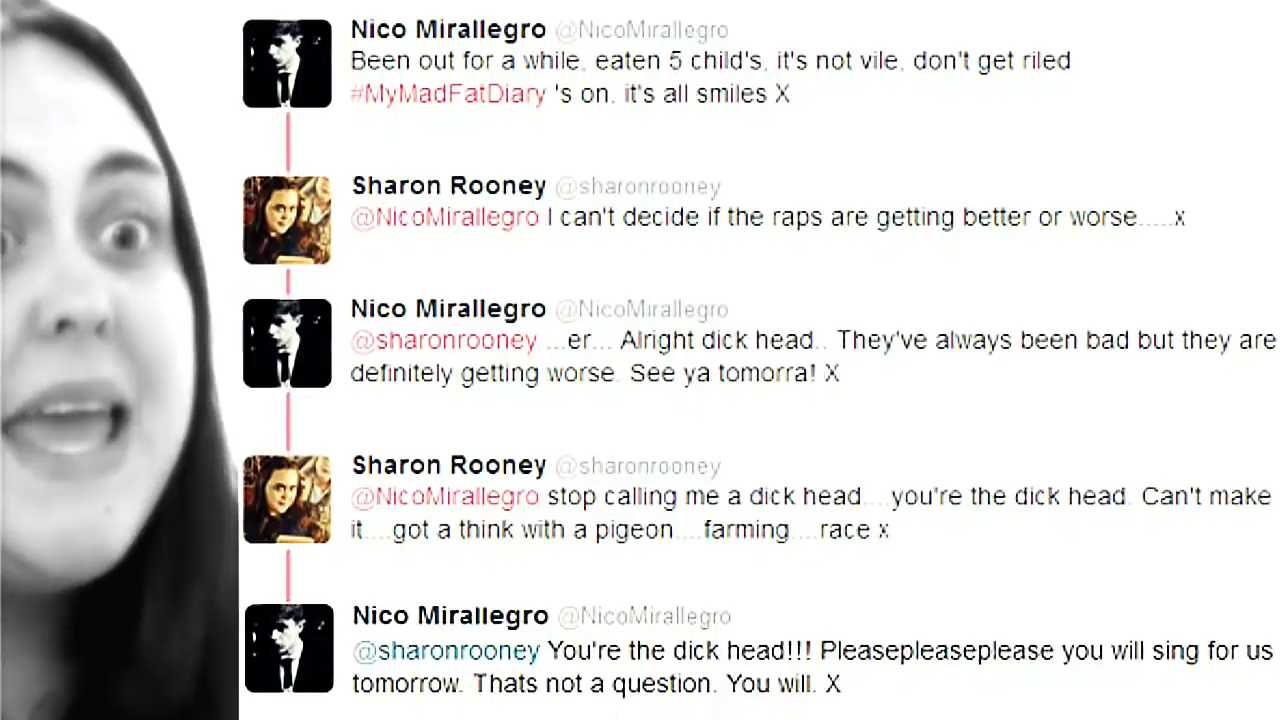 Nico Mirallegro @NicoMirallegro
Been out for a while, eaten 5 child's, it's not vile, don't get riled
#MyMadFatDiary 's on, it's all smiles X
Sharon Rooney @sharonrooney
@NicoMirallegro I can't decide if the raps are getting better or worse.....x
Nico Mirallegro @NicoMirallegro
@sharonrooney ...er... Alright dick head.. They've always been bad but they are
definitely getting worse. See ya tomorra! X
Sharon Rooney @sharonrooney
@NicoMirallegro stop calling me a dick head....you're the dick head. Can't make
it....got a think with a pigeon....farming....race x
Nico Mirallegro @NicoMirallegro
@sharonrooney You're the dick head!!! Pleasepleaseplease you will sing for us
tomorrow. Thats not a question. You will. X